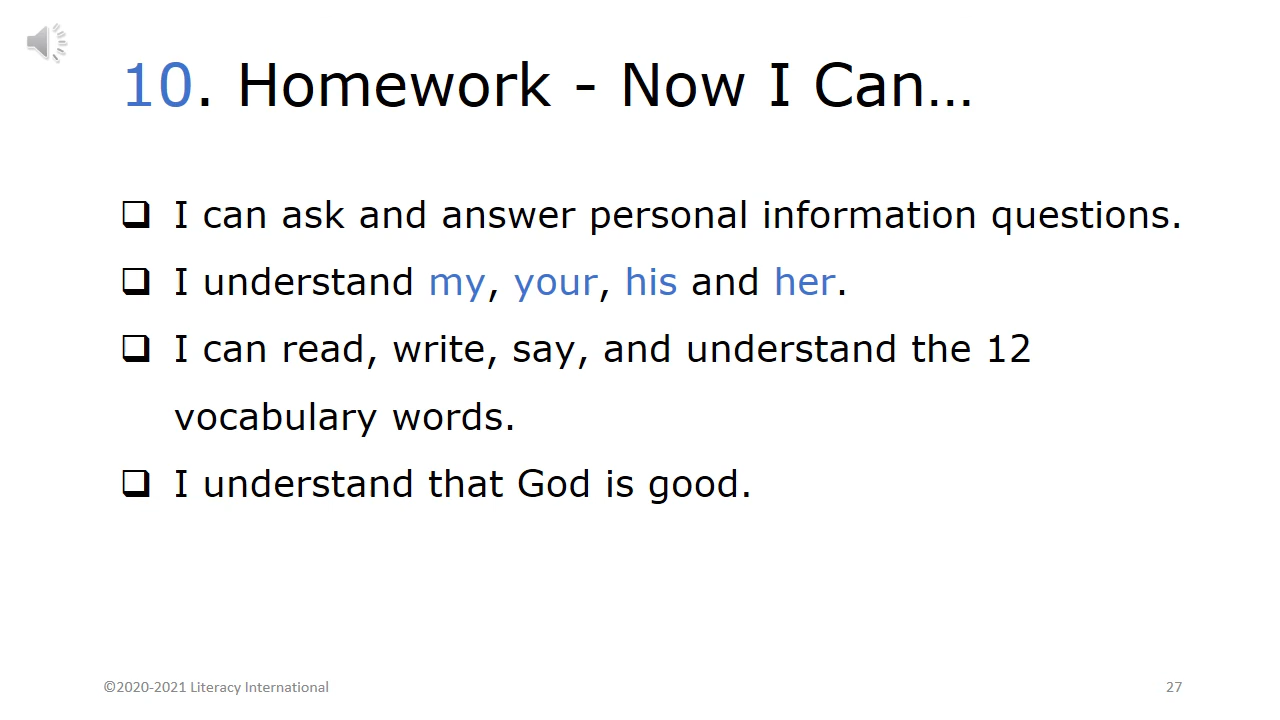 10. Homework - Now I Can…
❑ I can ask and answer personal information questions.
❑ I understand my, your, his and her.
❑ I can read, write, say, and understand the 12
vocabulary words.
❑ I understand that God is good.
©2020-2021 Literacy International
27